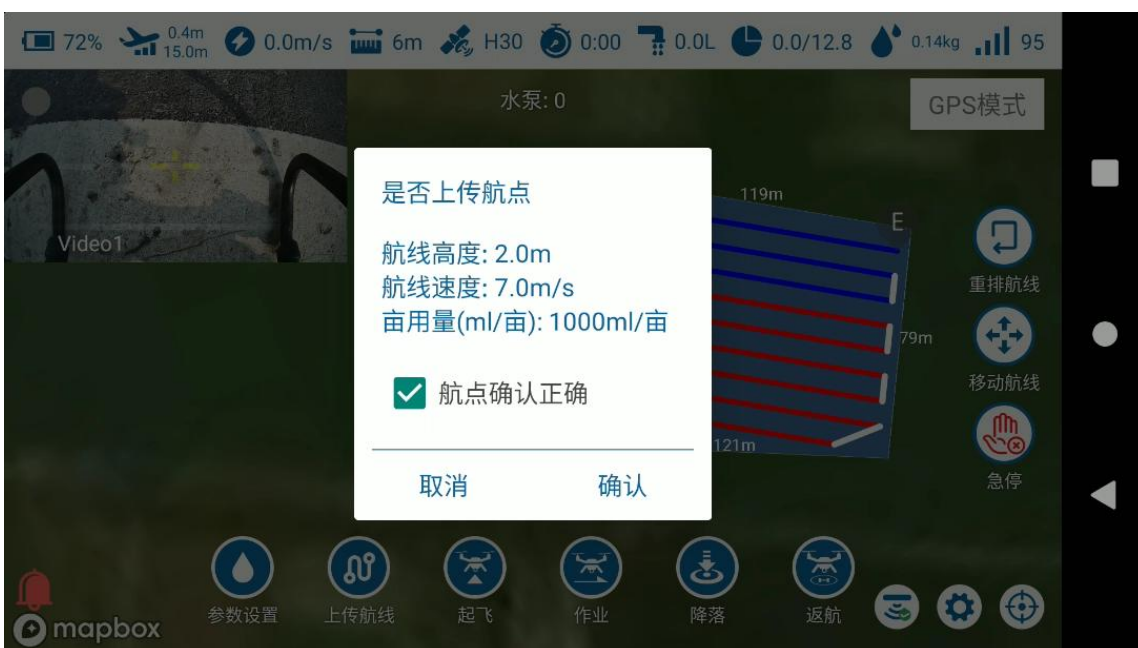 72%
0.4m
15.0m
0.0m/s
6m
H30
0:00
0.0L
0.0/12.8
0.14kg
95
水泵: 0
GPS模式
Video1
是否上传航点
航线高度: 2.0m
航线速度: 7.0m/s
亩用量(ml/亩): 1000ml/亩
航点确认正确
取消
确认
119m
E
79m
121m
重排航线
移动航线
急停
参数设置
上传航线
起飞
作业
降落
返航
mapbox